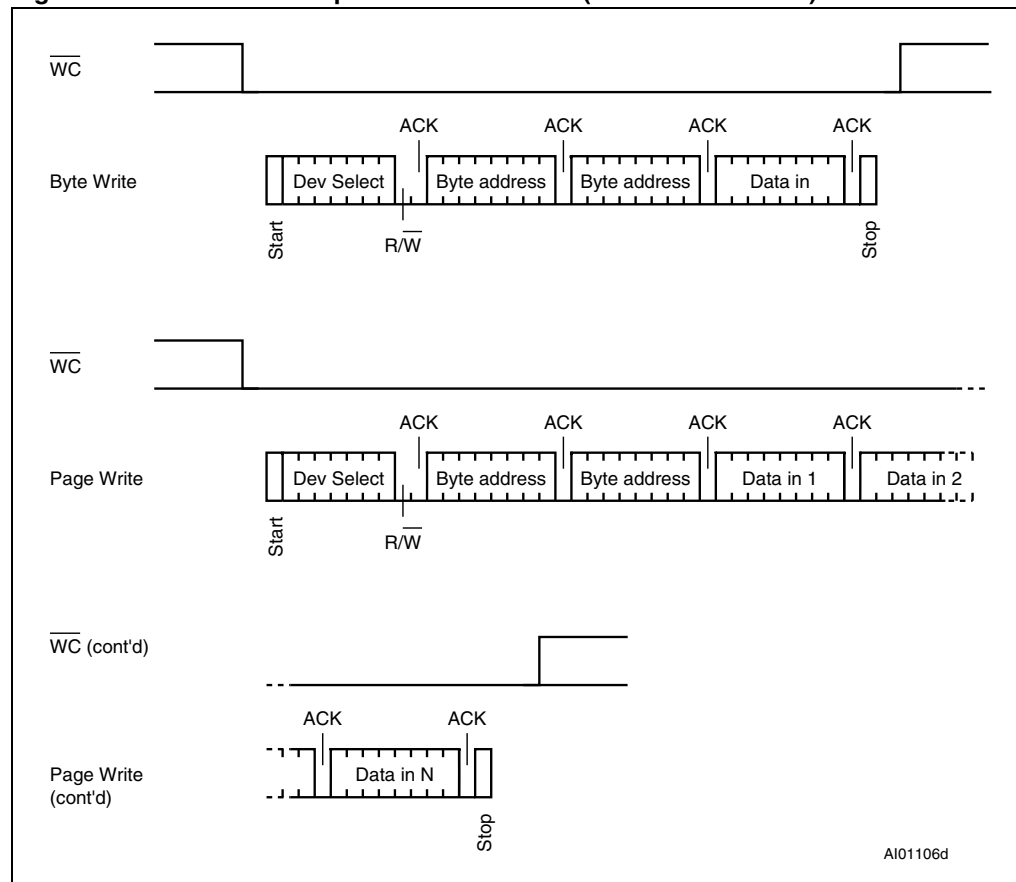 WC
ACK ACK ACK ACK
Byte Write Dev Select Byte address Byte address Data in
Start R/W Stop
WC
ACK ACK ACK ACK
Page Write Dev Select Byte address Byte address Data in 1 Data in 2
Start R/W
WC (cont'd)
ACK ACK
Page Write
(cont'd)
Data in N
Stop
AI01106d